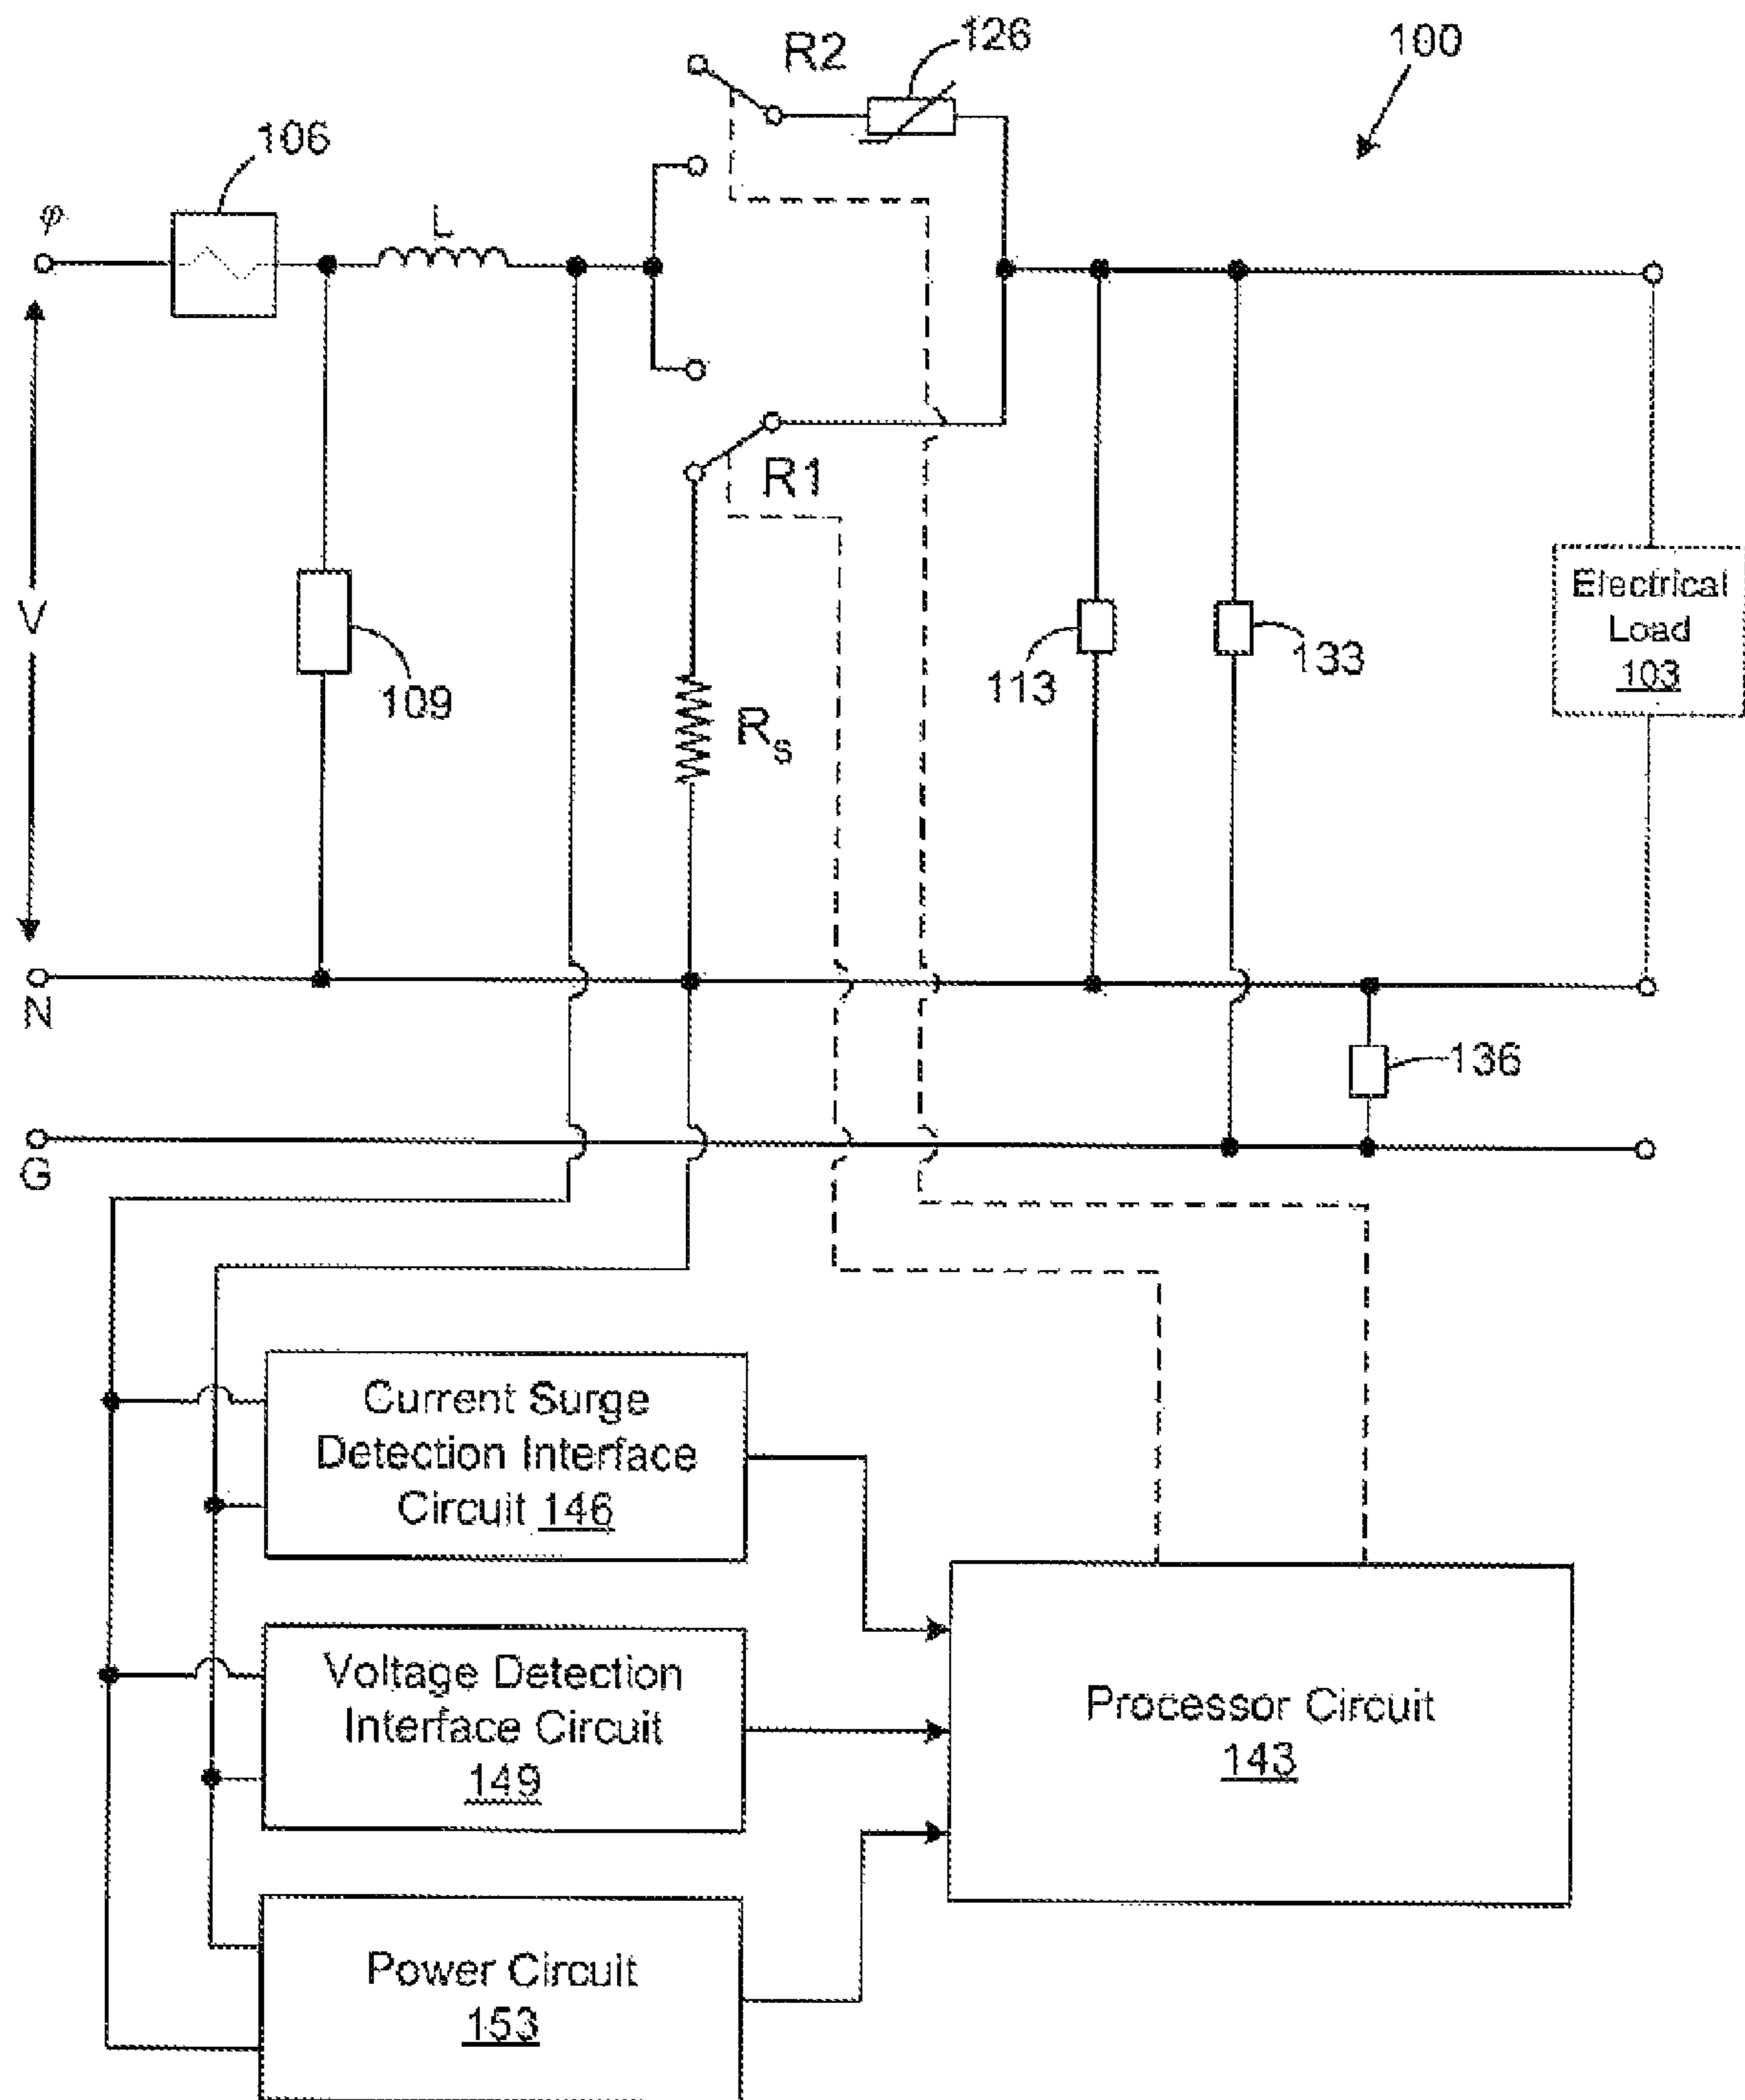 R2
126
100
106
φ
L
R1
V
109
Rs
113
133
Electrical
Load
103
N
136
G
Current Surge
Detection Interface
Circuit 146
Voltage Detection
Interface Circuit
149
Processor Circuit
143
Power Circuit
153